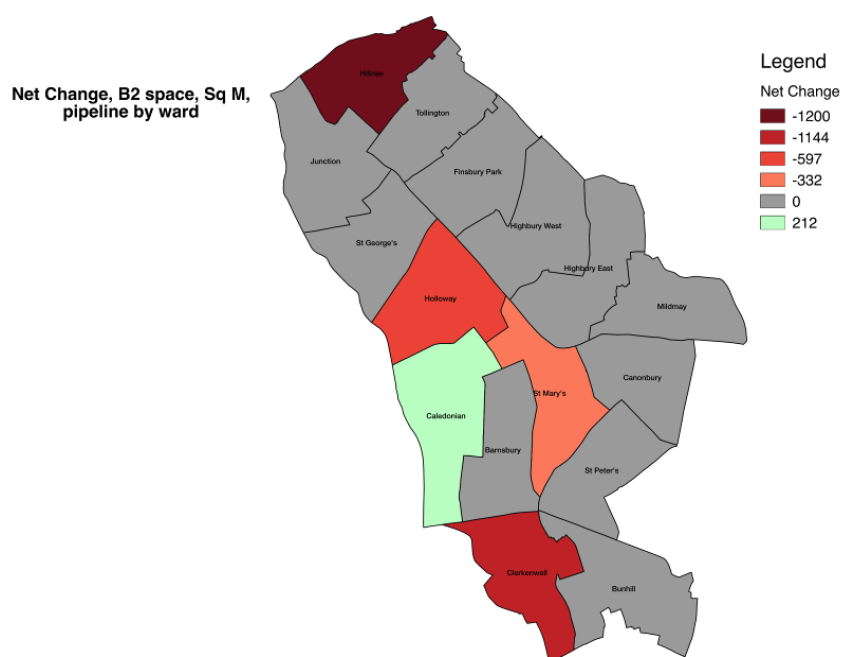 Net Change, B2 space, Sq M,
pipeline by ward
Legend
Net Change
-1200
-1144
-597
-332
0
212
Hillrise
Tollington
Junction
Finsbury Park
Highbury West
St George's
Highbury East
Holloway
Mildmay
Canonbury
St Mary's
Caledonian
Barnsbury
St Peter's
Clerkenwell
Bunhill